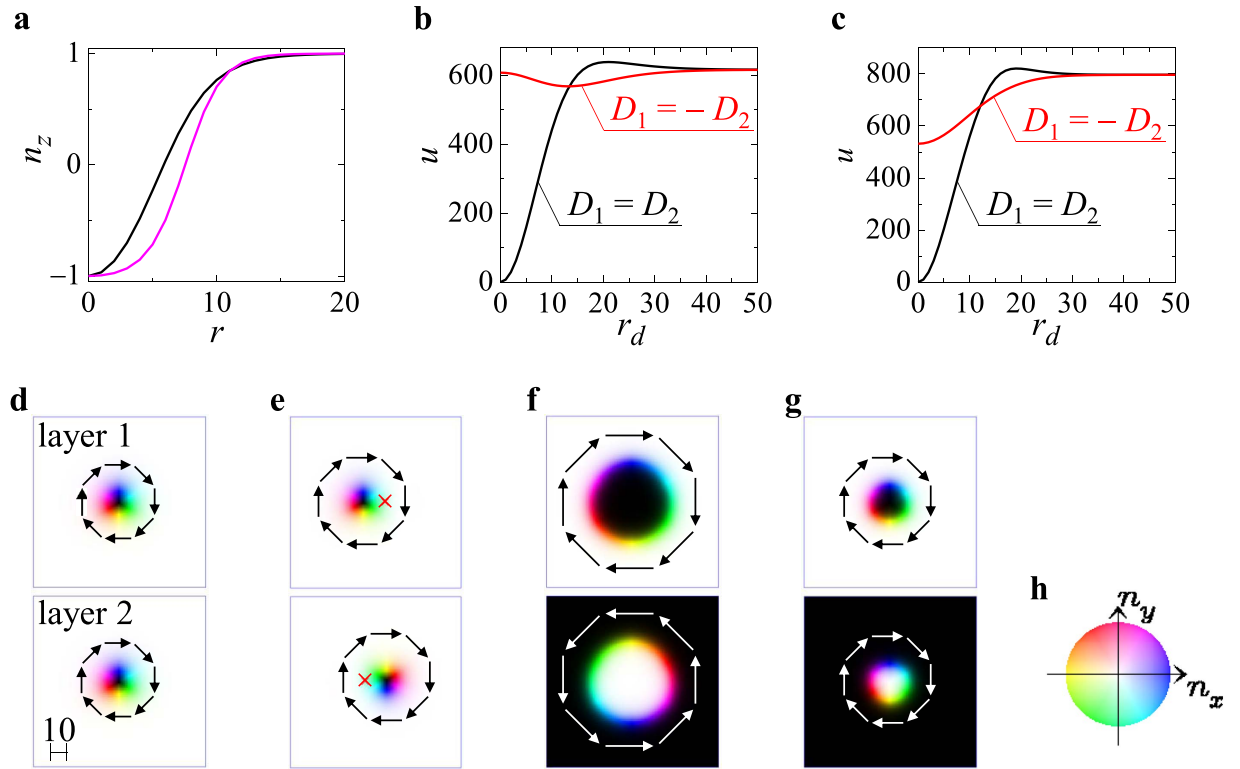 a
1
0
−1
n_z
0
10
20
r
b
600
400
200
0
u
D_1 = − D_2
D_1 = D_2
0
10
20
30
40
50
r_d
c
800
600
400
200
0
u
D_1 = − D_2
D_1 = D_2
0
10
20
30
40
50
r_d
d
layer 1
layer 2
10
e
f
g
h
n_y
n_x